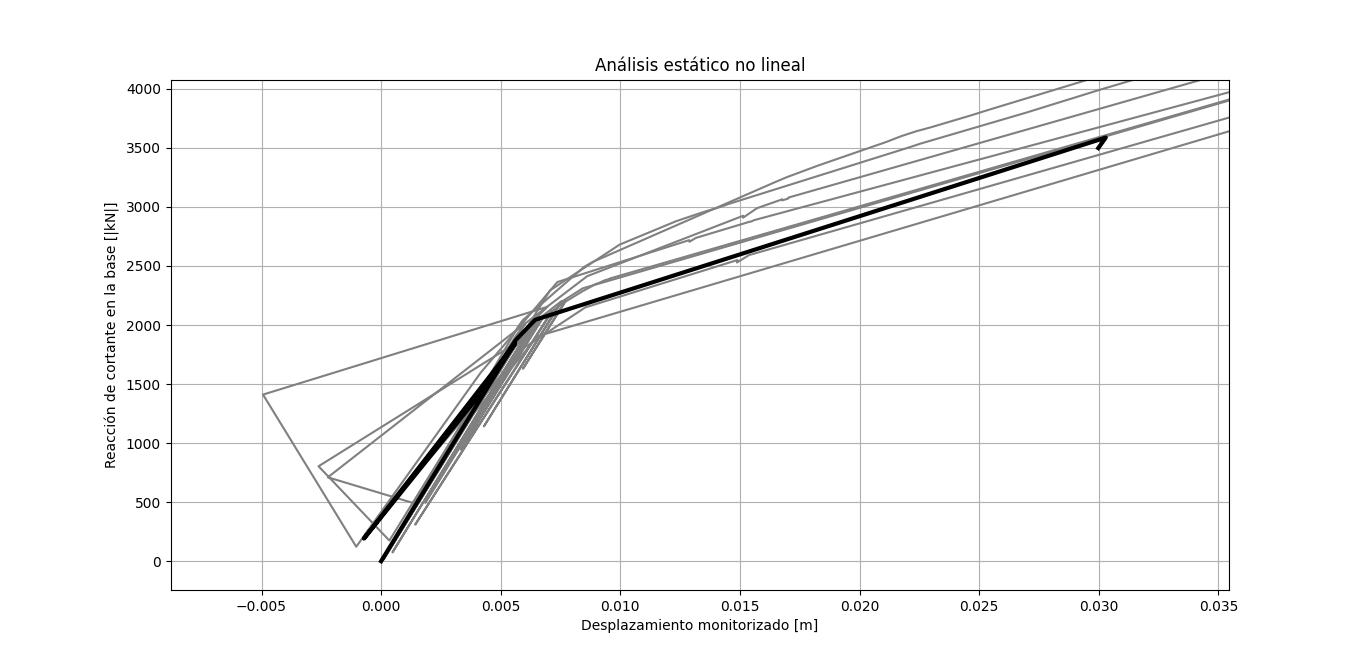 Análisis estático no lineal
Reacción de cortante en la base [|kN|]
4000
3500
3000
2500
2000
1500
1000
500
0
−0.005 0.000 0.005 0.010 0.015 0.020 0.025 0.030 0.035
Desplazamiento monitorizado [m]